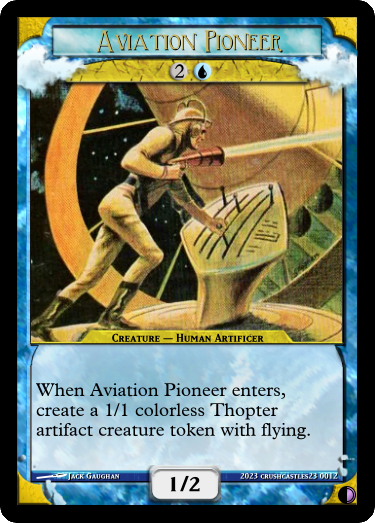 Aviation Pioneer
2
Creature — Human Artificer
When Aviation Pioneer enters,
create a 1/1 colorless Thopter
artifact creature token with flying.
Jack Gaughan
1/2
2023 crushcastles23 0012